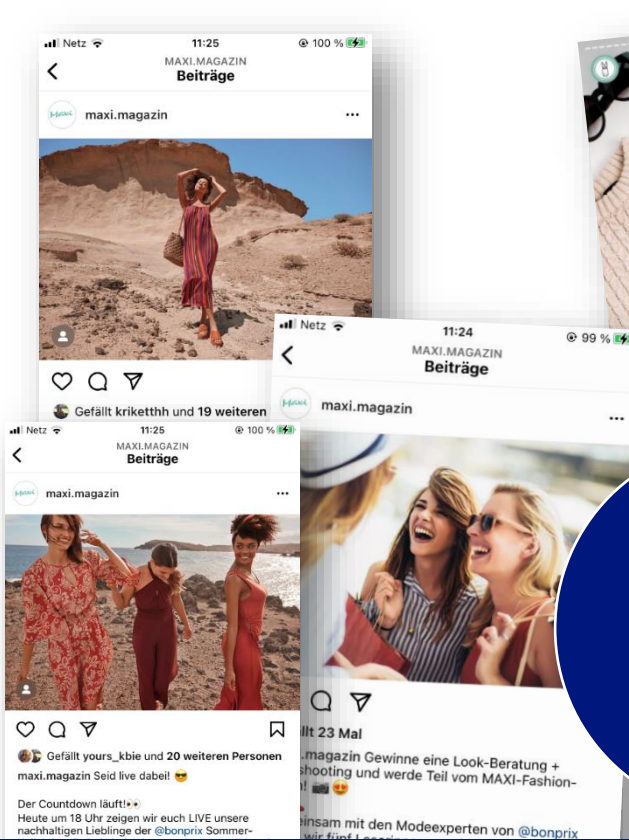 Netz 11:25 100 %
MAXI.MAGAZIN
Beiträge
maxi.magazin
Gefällt kriketthh und 19 weiteren
Netz 11:24 99 %
MAXI.MAGAZIN
Beiträge
maxi.magazin
llt 23 Mal
.magazin Gewinne eine Look-Beratung +
shooting und werde Teil vom MAXI-Fashion-
!
einsam mit den Modeexperten von @bonprix
Netz 11:25 100 %
MAXI.MAGAZIN
Beiträge
maxi.magazin
Gefällt yours_kbie und 20 weiteren Personen
maxi.magazin Seid live dabei! 😎
Der Countdown läuft!👀
Heute um 18 Uhr zeigen wir euch LIVE unsere
nachhaltigen Lieblinge der @bonprix Sommer-